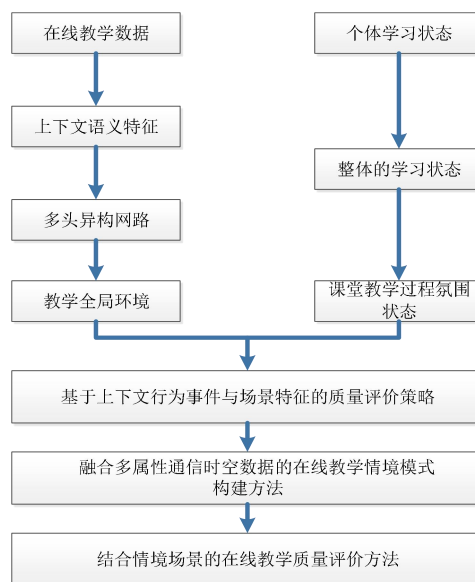 在线教学数据
个体学习状态
上下文语义特征
整体的学习状态
多头异构网路
教学全局环境
课堂教学过程氛围
状态
基于上下文行为事件与场景特征的质量评价策略
融合多属性通信时空数据的在线教学情境模式
构建方法
结合情境场景的在线教学质量评价方法